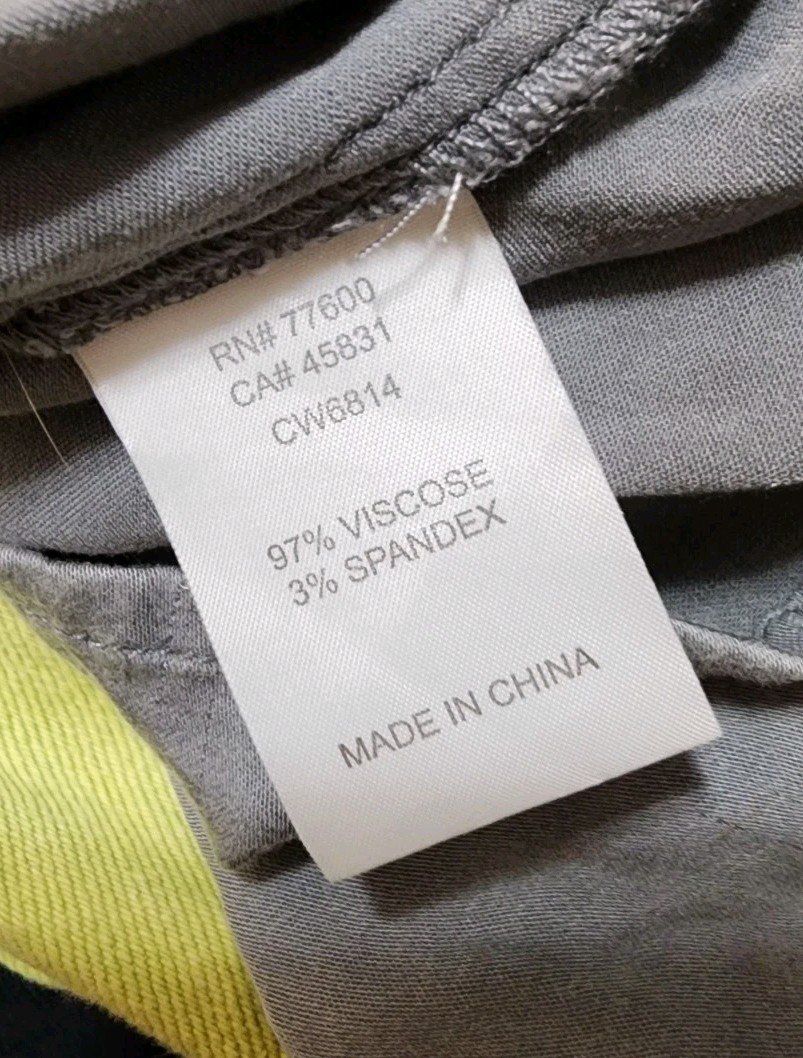 RN# 77600
CA# 45831
CW6814
97% VISCOSE
3% SPANDEX
MADE IN CHINA